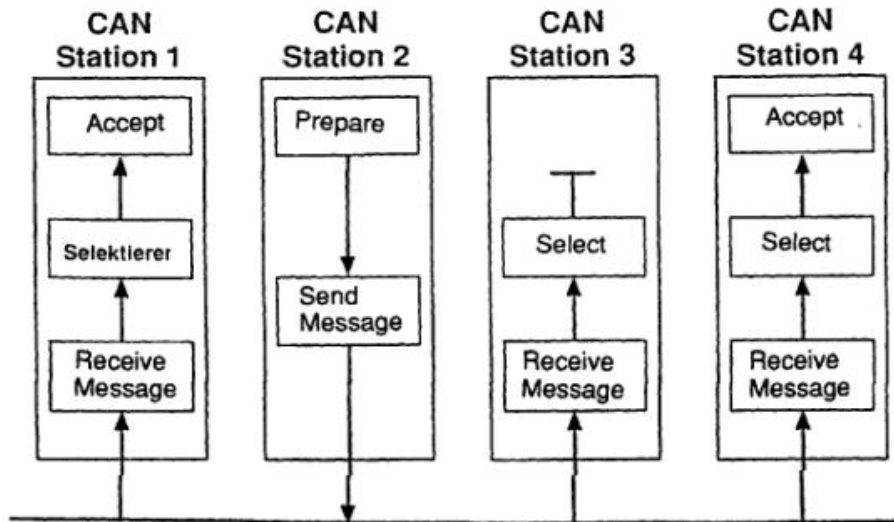 CAN
Station 1
CAN
Station 2
CAN
Station 3
CAN
Station 4
Accept
Selektierer
Receive
Message
Prepare
Send
Message
Select
Receive
Message
Accept
Select
Receive
Message